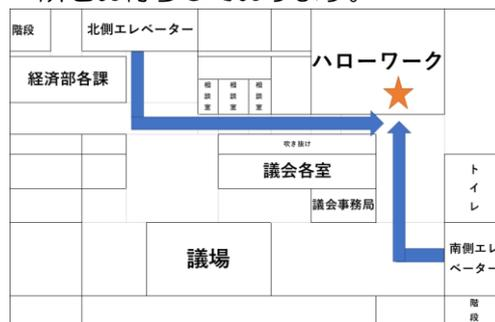 階段
北側エレベーター
ハローワーク
経済部各課
相談室
相談室
相談室
吹き抜け
議会各室
トイレ
議会事務局
議場
南側エレ
ベーター
階段